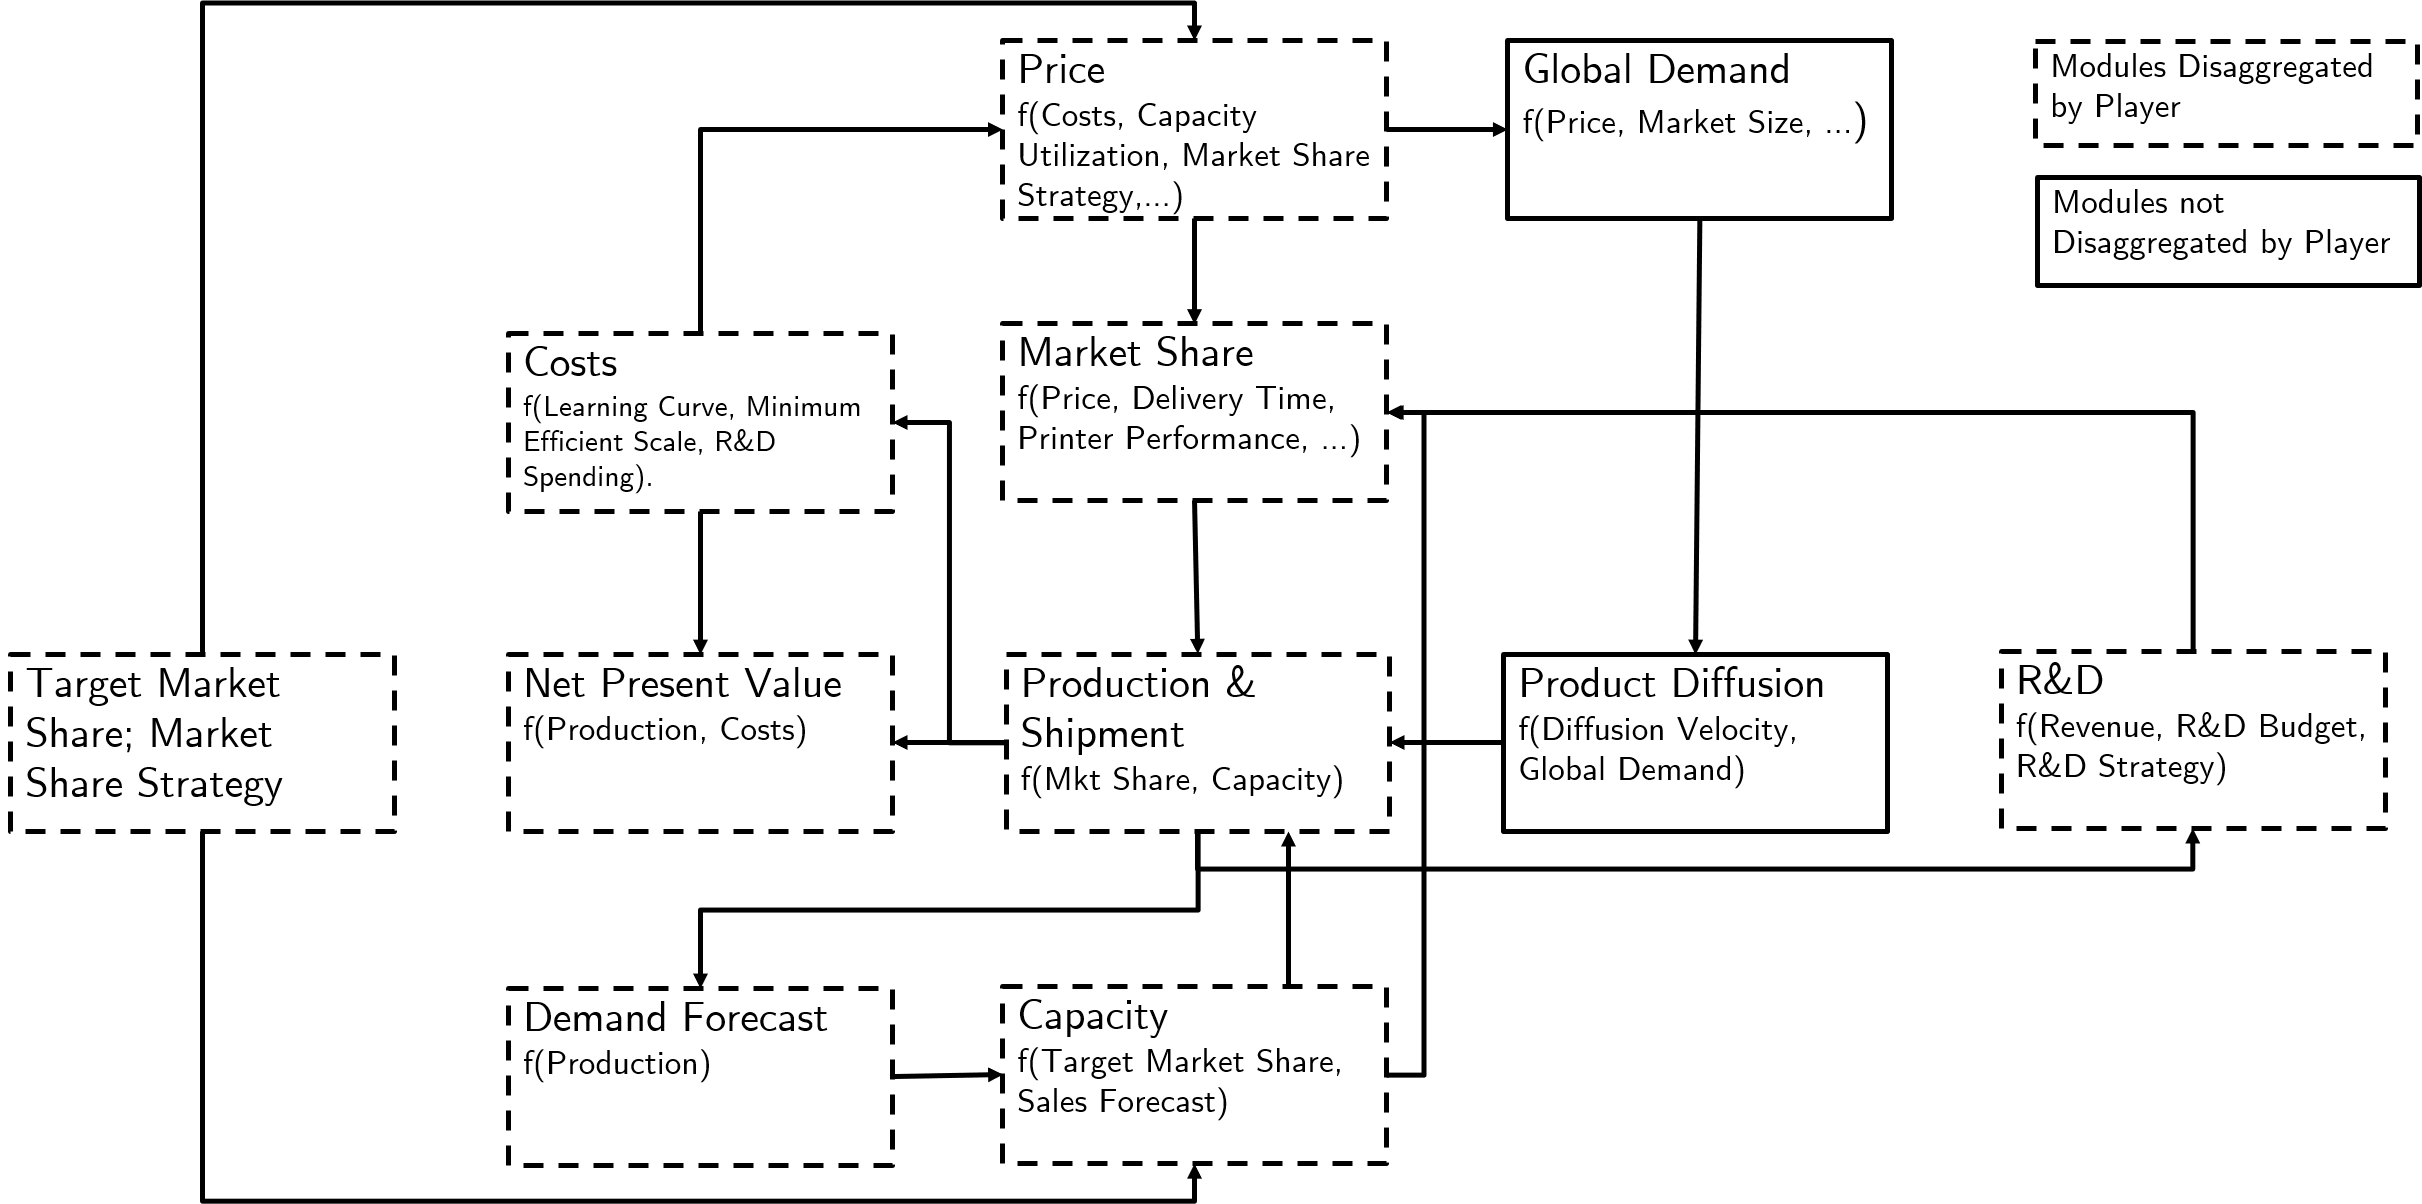 Price
f(Costs, Capacity
Utilization, Market Share
Strategy,...)
Global Demand
f(Price, Market Size, ...)
Modules Disaggregated
by Player
Modules not
Disaggregated by Player
Costs
f(Learning Curve, Minimum
Efficient Scale, R&D
Spending).
Market Share
f(Price, Delivery Time,
Printer Performance, ...)
Target Market
Share; Market
Share Strategy
Net Present Value
f(Production, Costs)
Production &
Shipment
f(Mkt Share, Capacity)
Product Diffusion
f(Diffusion Velocity,
Global Demand)
R&D
f(Revenue, R&D Budget,
R&D Strategy)
Demand Forecast
f(Production)
Capacity
f(Target Market Share,
Sales Forecast)